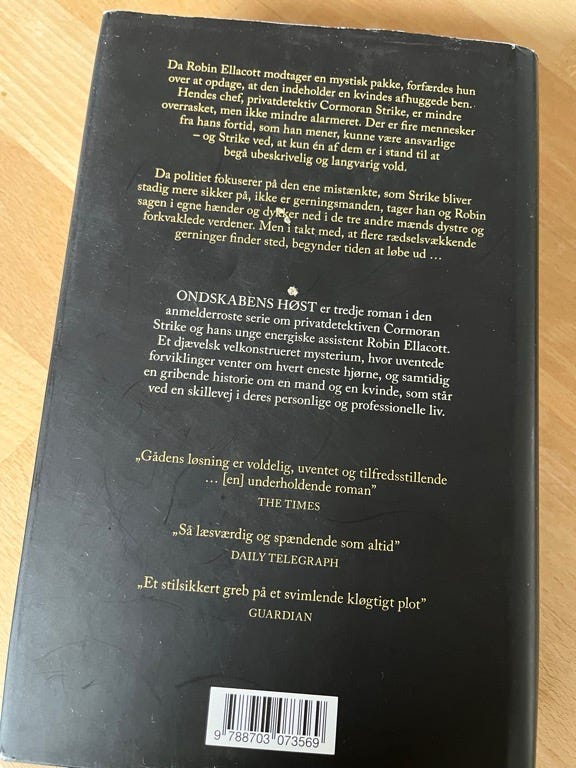 Da Robin Ellacott modtager en mystisk pakke, forfærdes hun
over at opdage, at den indeholder en kvindes afhuggede ben.
Hendes chef, privatdetektiv Cormoran Strike, er mindre
overrasket, men ikke mindre alarmeret. Der er fire mennesker
fra hans fortid, som han mener, kunne være ansvarlige
– og Strike ved, at kun én af dem er i stand til at
begå ubeskrivelig og langvarig vold.
Da politiet fokuserer på den ene mistænkte, som Strike bliver
stadig mere sikker på, ikke er gerningsmanden, tager han og Robin
sagen i egne hænder og dykker ned i de tre andre mænds dystre og
forkvaklede verdener. Men i takt med, at flere rædselsvækkende
gerninger finder sted, begynder tiden at løbe ud …
ONDSKABENS HØST er tredje roman i den
anmelderroste serie om privatdetektiven Cormoran
Strike og hans unge energiske assistent Robin Ellacott.
Et djævelsk velkonstrueret mysterium, hvor uventede
forviklinger venter om hvert eneste hjørne, og samtidig
en gribende historie om en mand og en kvinde, som står
ved en skillevej i deres personlige og professionelle liv.
„Gådens løsning er voldelig, uventet og tilfredsstillende
… [en] underholdende roman”
THE TIMES
„Så læsværdig og spændende som altid”
DAILY TELEGRAPH
„Et stilsikkert greb på et svimlende kløgtigt plot”
GUARDIAN
9 788703 073569